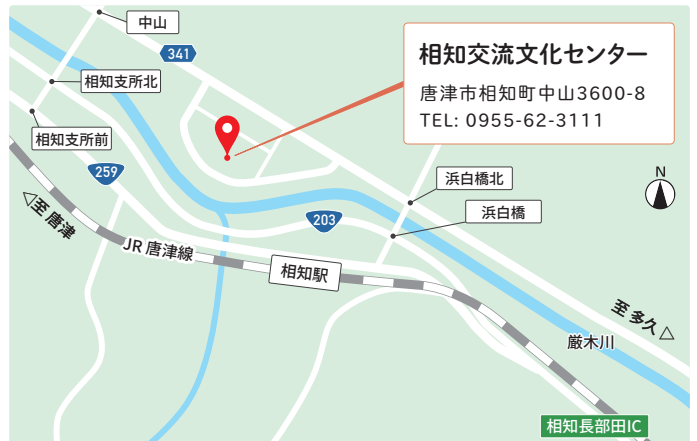 中山
341
相知支所北
相知支所前
259
相知交流文化センター
唐津市相知町中山3600-8
TEL: 0955-62-3111
浜白橋北
浜白橋
N
203
◁至 唐津
JR 唐津線
相知駅
至 多久△
厳木川
相知長部田IC